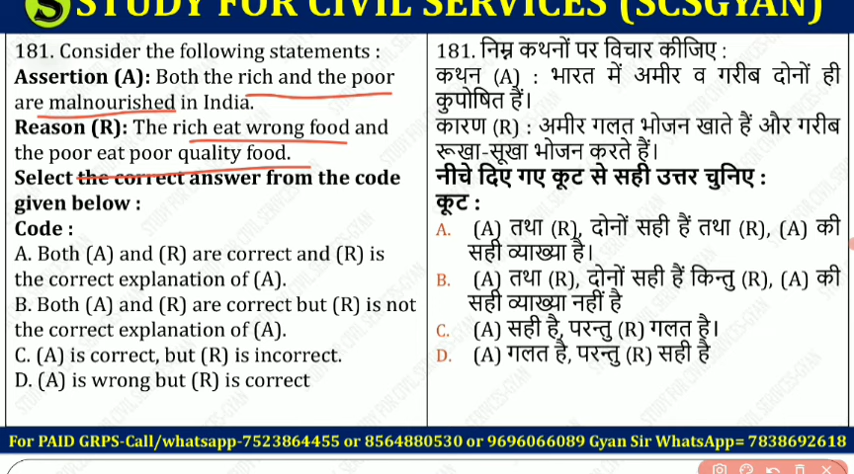 S STUDY FOR CIVIL SERVICES (SCSGYAN)
181. Consider the following statements :
Assertion (A): Both the rich and the poor
are malnourished in India.
Reason (R): The rich eat wrong food and
the poor eat poor quality food.
Select the correct answer from the code
given below :
Code :
A. Both (A) and (R) are correct and (R) is
the correct explanation of (A).
B. Both (A) and (R) are correct but (R) is not
the correct explanation of (A).
C. (A) is correct, but (R) is incorrect.
D. (A) is wrong but (R) is correct
181. निम्न कथनों पर विचार कीजिए :
कथन (A) : भारत में अमीर व गरीब दोनों ही
कुपोषित हैं।
कारण (R) : अमीर गलत भोजन खाते हैं और गरीब
रूखा-सूखा भोजन करते हैं।
नीचे दिए गए कूट से सही उत्तर चुनिए :
कूट :
A. (A) तथा (R), दोनों सही हैं तथा (R), (A) की
सही व्याख्या है।
B. (A) तथा (R), दोनों सही हैं किन्तु (R), (A) की
सही व्याख्या नहीं है
C. (A) सही है, परन्तु (R) गलत है।
D. (A) गलत है, परन्तु (R) सही है
For PAID GRPS-Call/whatsapp-7523864455 or 8564880530 or 9696066089 Gyan Sir WhatsApp= 7838692618